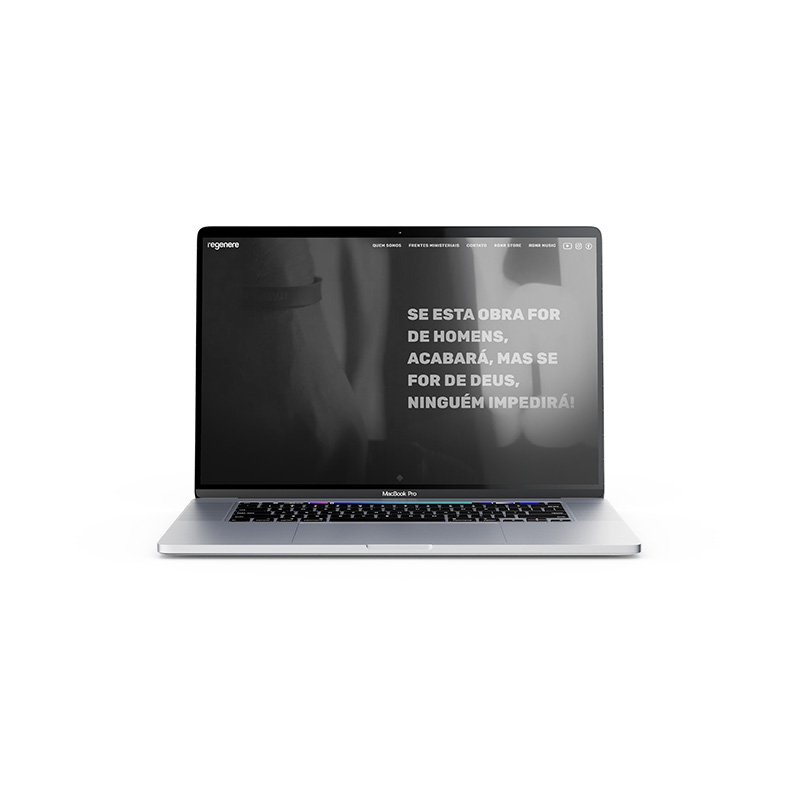 regenere
QUEM SOMOS FRENTES MINISTERIAIS CONTATO RGNR STORE RGNR MUSIC
SE ESTA OBRA FOR
DE HOMENS,
ACABARÁ, MAS SE
FOR DE DEUS,
NINGUÉM IMPEDIRÁ!
MacBook Pro